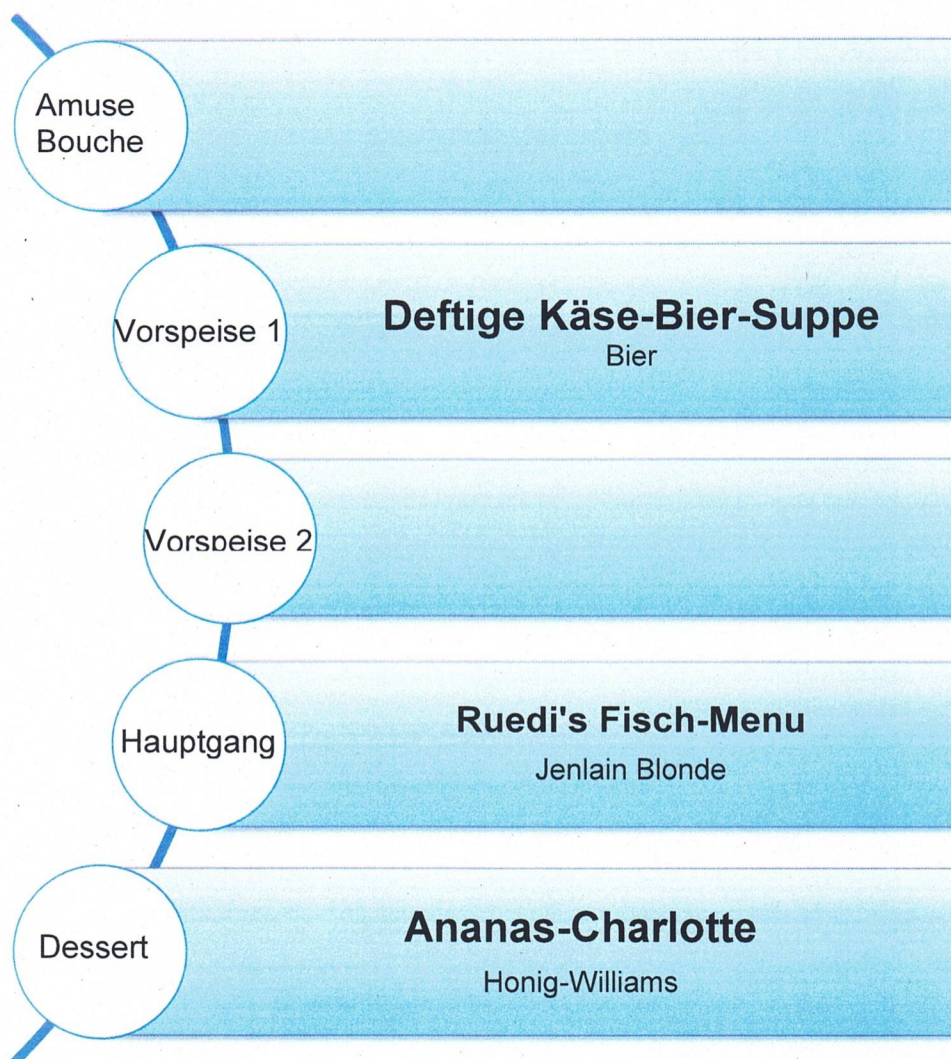 Amuse
Bouche
Vorspeise 1
Deftige Käse-Bier-Suppe
Bier
Vorspeise 2
Hauptgang
Ruedi's Fisch-Menu
Jenlain Blonde
Dessert
Ananas-Charlotte
Honig-Williams